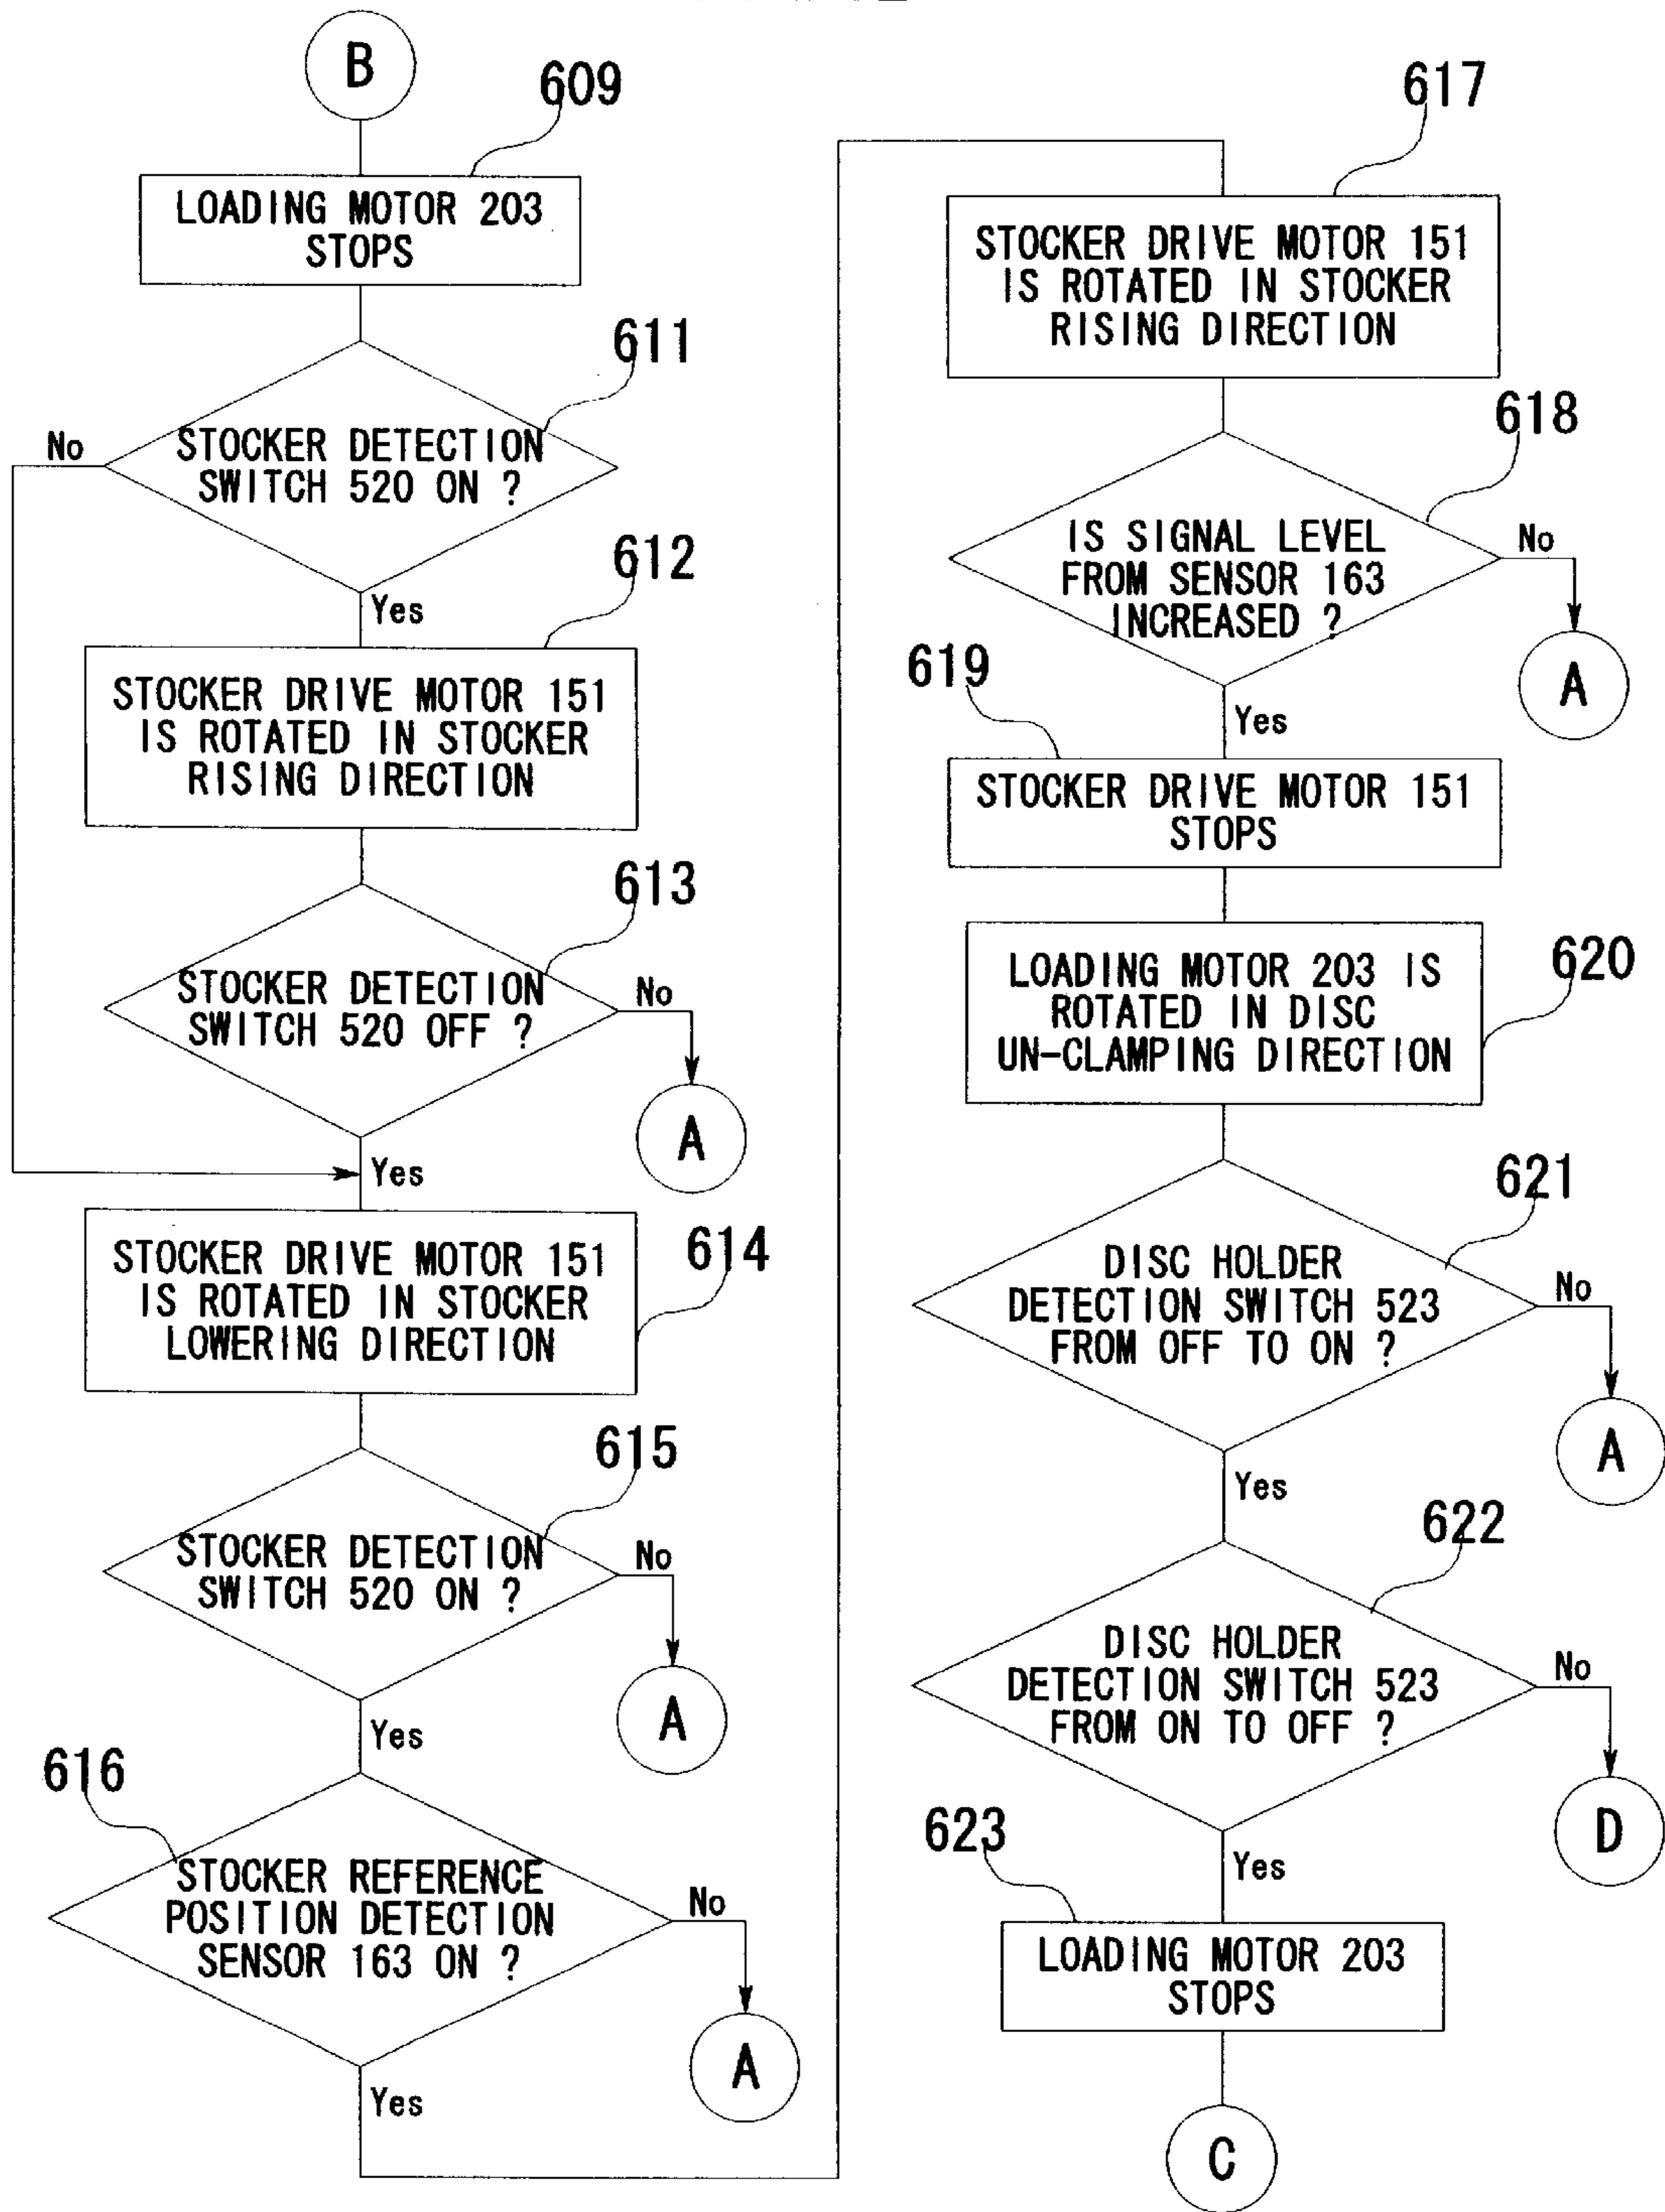 B
609
LOADING MOTOR 203
STOPS
611
No
STOCKER DETECTION
SWITCH 520 ON ?
612
Yes
STOCKER DRIVE MOTOR 151
IS ROTATED IN STOCKER
RISING DIRECTION
613
STOCKER DETECTION
SWITCH 520 OFF ?
No
A
Yes
614
STOCKER DRIVE MOTOR 151
IS ROTATED IN STOCKER
LOWERING DIRECTION
615
STOCKER DETECTION
SWITCH 520 ON ?
No
A
Yes
616
STOCKER REFERENCE
POSITION DETECTION
SENSOR 163 ON ?
No
A
Yes
617
STOCKER DRIVE MOTOR 151
IS ROTATED IN STOCKER
RISING DIRECTION
618
IS SIGNAL LEVEL
FROM SENSOR 163
INCREASED ?
No
A
619
Yes
STOCKER DRIVE MOTOR 151
STOPS
620
LOADING MOTOR 203 IS
ROTATED IN DISC
UN-CLAMPING DIRECTION
621
DISC HOLDER
DETECTION SWITCH 523
FROM OFF TO ON ?
No
A
Yes
622
DISC HOLDER
DETECTION SWITCH 523
FROM ON TO OFF ?
No
D
623
Yes
LOADING MOTOR 203
STOPS
C